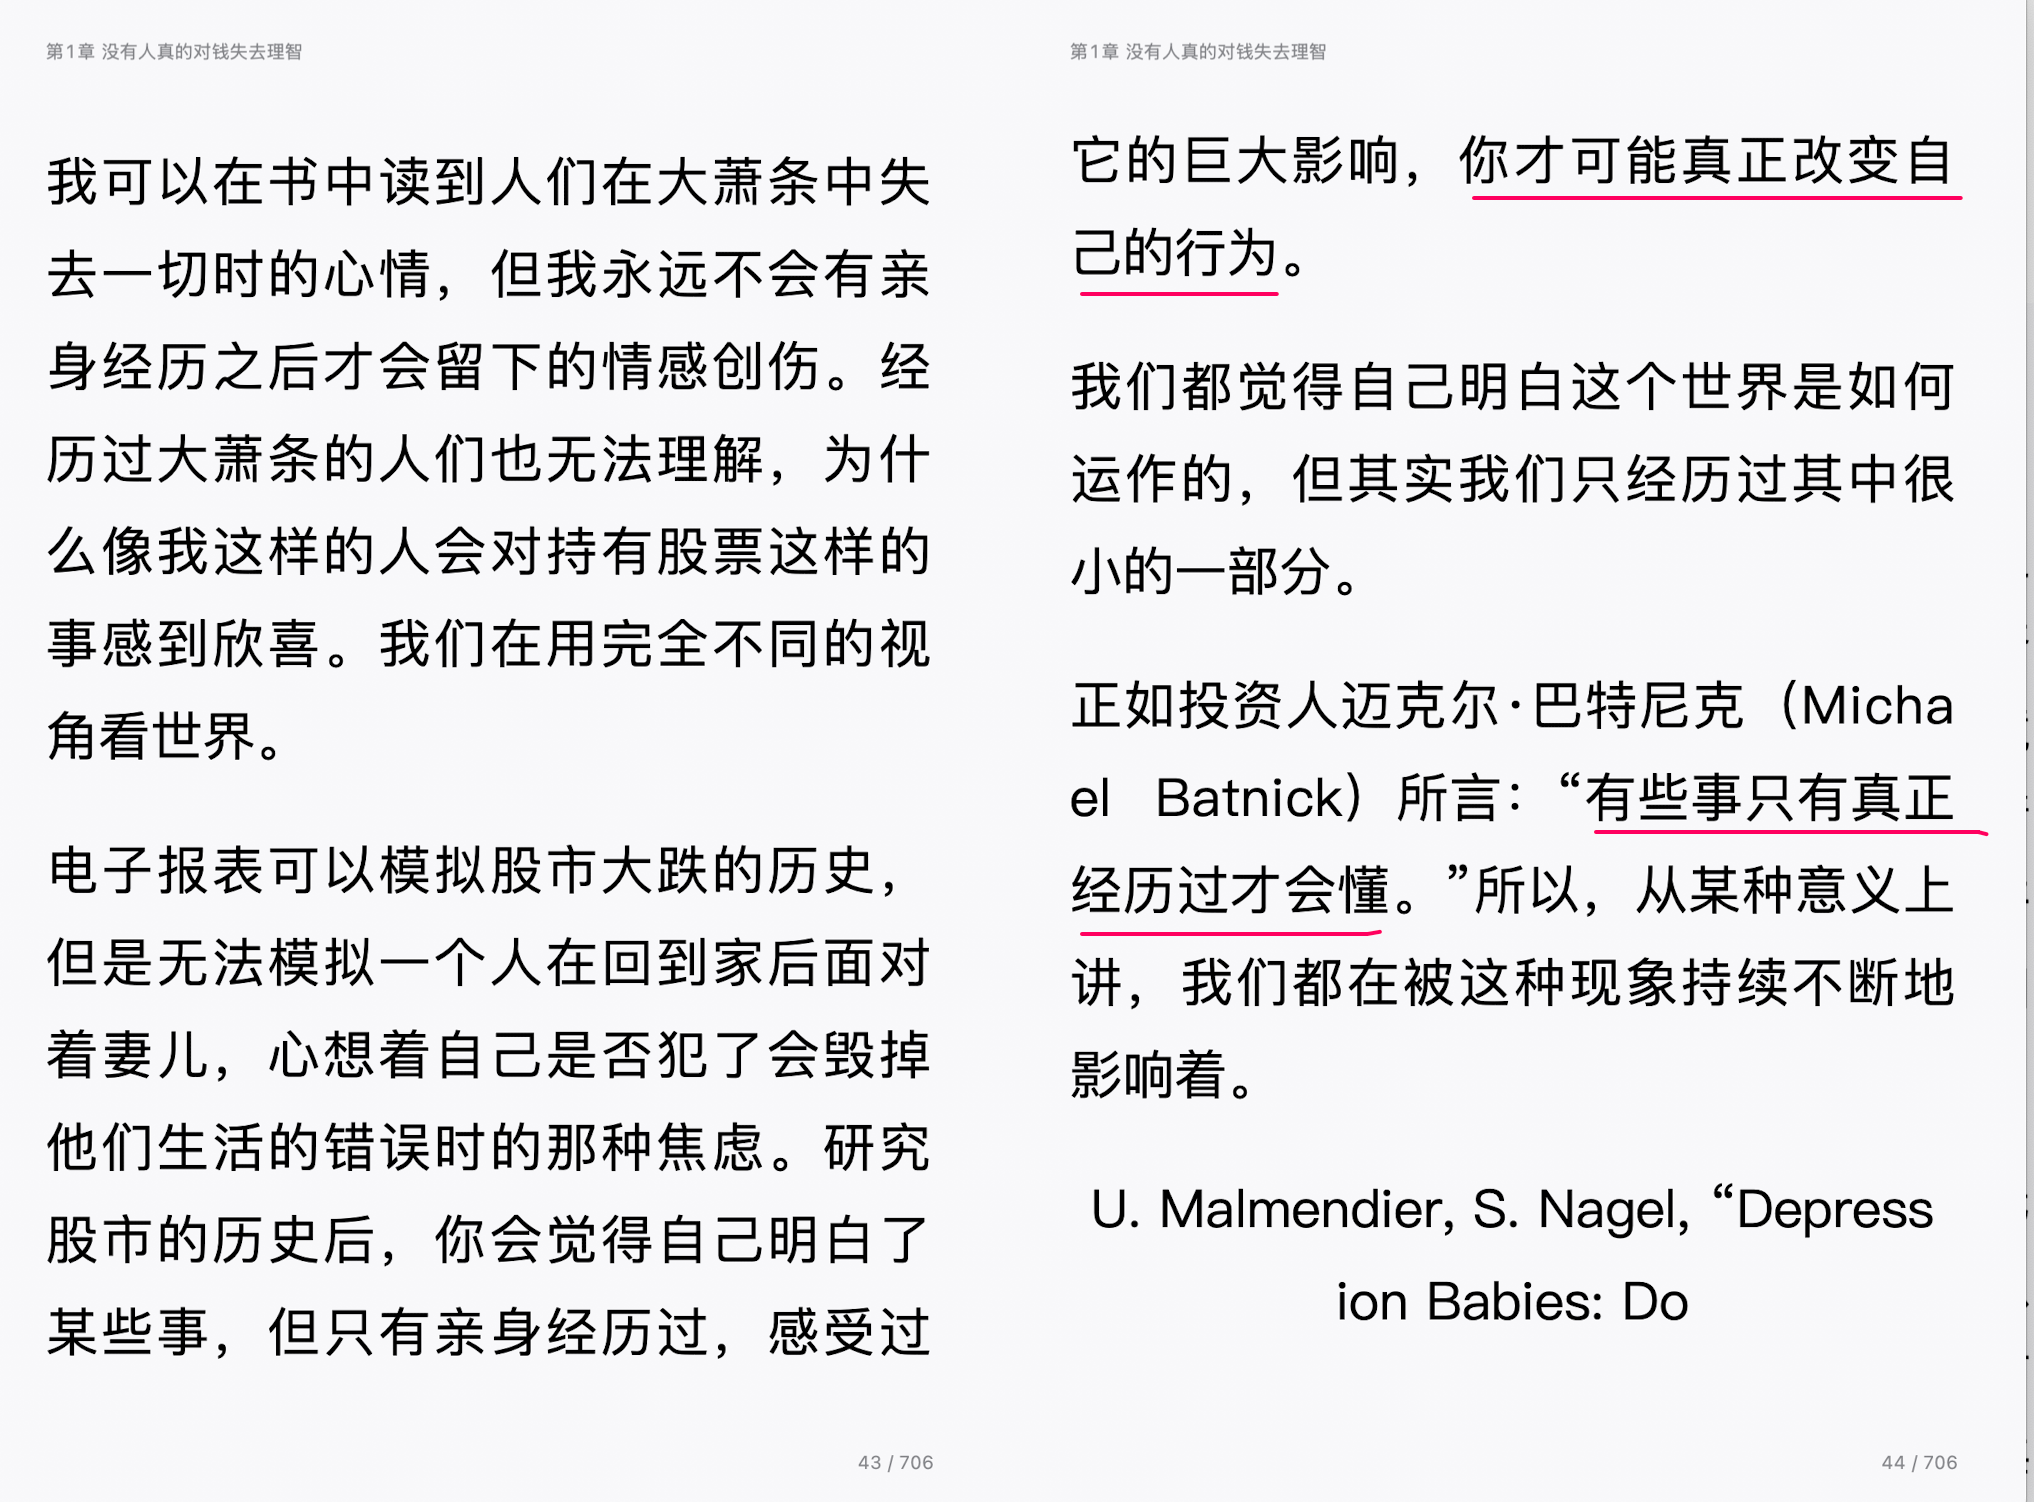 第1章 没有人真的对钱失去理智
我可以在书中读到人们在大萧条中失
去一切时的心情，但我永远不会有亲
身经历之后才会留下的情感创伤。经
历过大萧条的人们也无法理解，为什
么像我这样的人会对持有股票这样的
事感到欣喜。我们在用完全不同的视
角看世界。
电子报表可以模拟股市大跌的历史，
但是无法模拟一个人在回到家后面对
着妻儿，心想着自己是否犯了会毁掉
他们生活的错误时的那种焦虑。研究
股市的历史后，你会觉得自己明白了
某些事，但只有亲身经历过，感受过
43 / 706
第1章 没有人真的对钱失去理智
它的巨大影响，你才可能真正改变自
己的行为。
我们都觉得自己明白这个世界是如何
运作的，但其实我们只经历过其中很
小的一部分。
正如投资人迈克尔·巴特尼克（Micha
el Batnick）所言：“有些事只有真正
经历过才会懂。”所以，从某种意义上
讲，我们都在被这种现象持续不断地
影响着。
U. Malmendier, S. Nagel, “Depress
ion Babies: Do
44 / 706